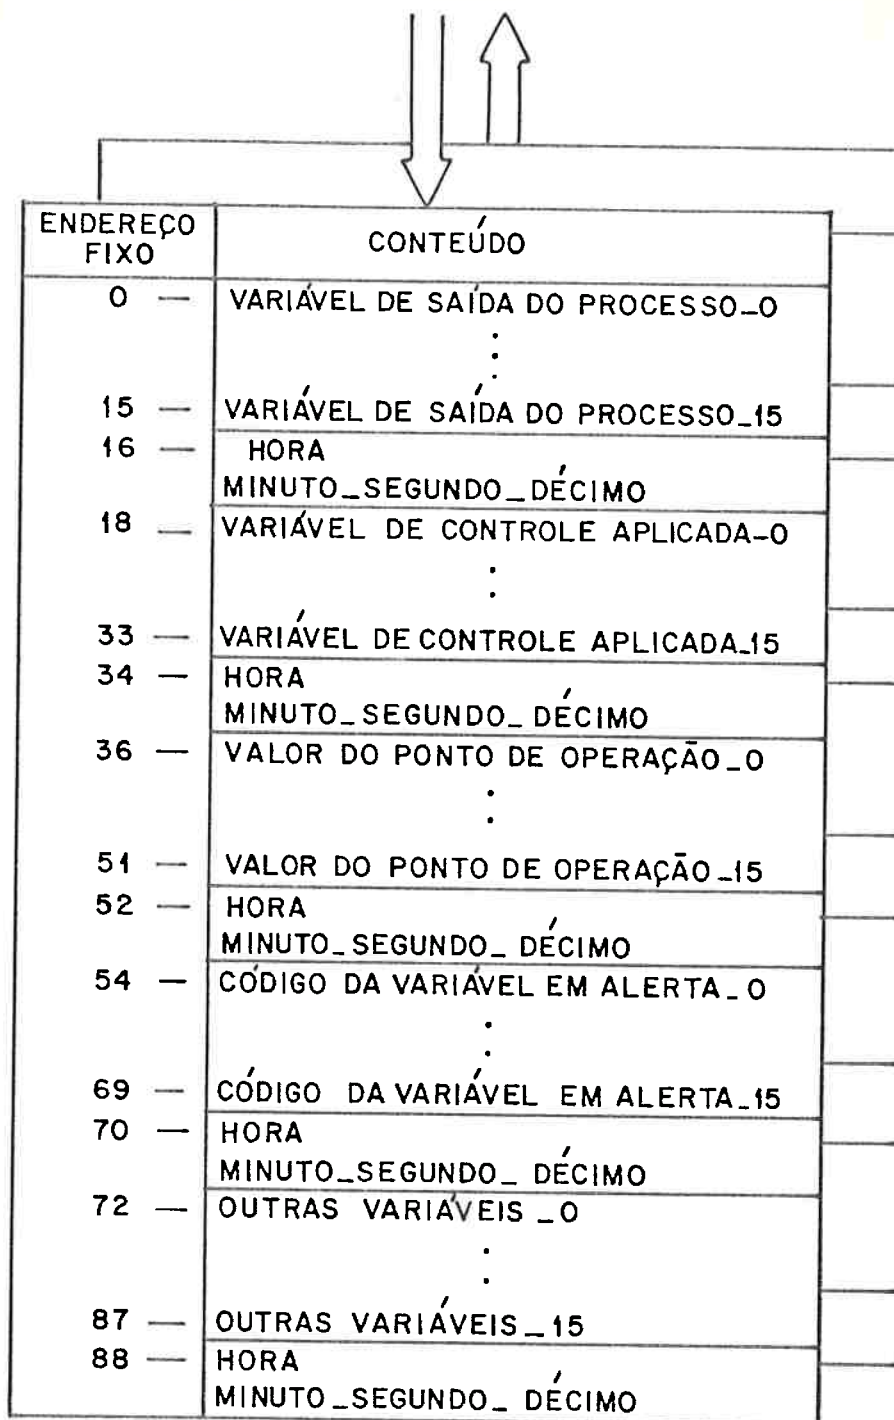 ENDEREÇO FIXO CONTEÚDO
0 — VARIÁVEL DE SAÍDA DO PROCESSO_0
15 — VARIÁVEL DE SAÍDA DO PROCESSO_15
16 — HORA
MINUTO_SEGUNDO_DÉCIMO
18 — VARIÁVEL DE CONTROLE APLICADA_0
33 — VARIÁVEL DE CONTROLE APLICADA_15
34 — HORA
MINUTO_SEGUNDO_DÉCIMO
36 — VALOR DO PONTO DE OPERAÇÃO_0
51 — VALOR DO PONTO DE OPERAÇÃO_15
52 — HORA
MINUTO_SEGUNDO_DÉCIMO
54 — CÓDIGO DA VARIÁVEL EM ALERTA_0
69 — CÓDIGO DA VARIÁVEL EM ALERTA_15
70 — HORA
MINUTO_SEGUNDO_DÉCIMO
72 — OUTRAS VARIÁVEIS_0
87 — OUTRAS VARIÁVEIS_15
88 — HORA
MINUTO_SEGUNDO_DÉCIMO